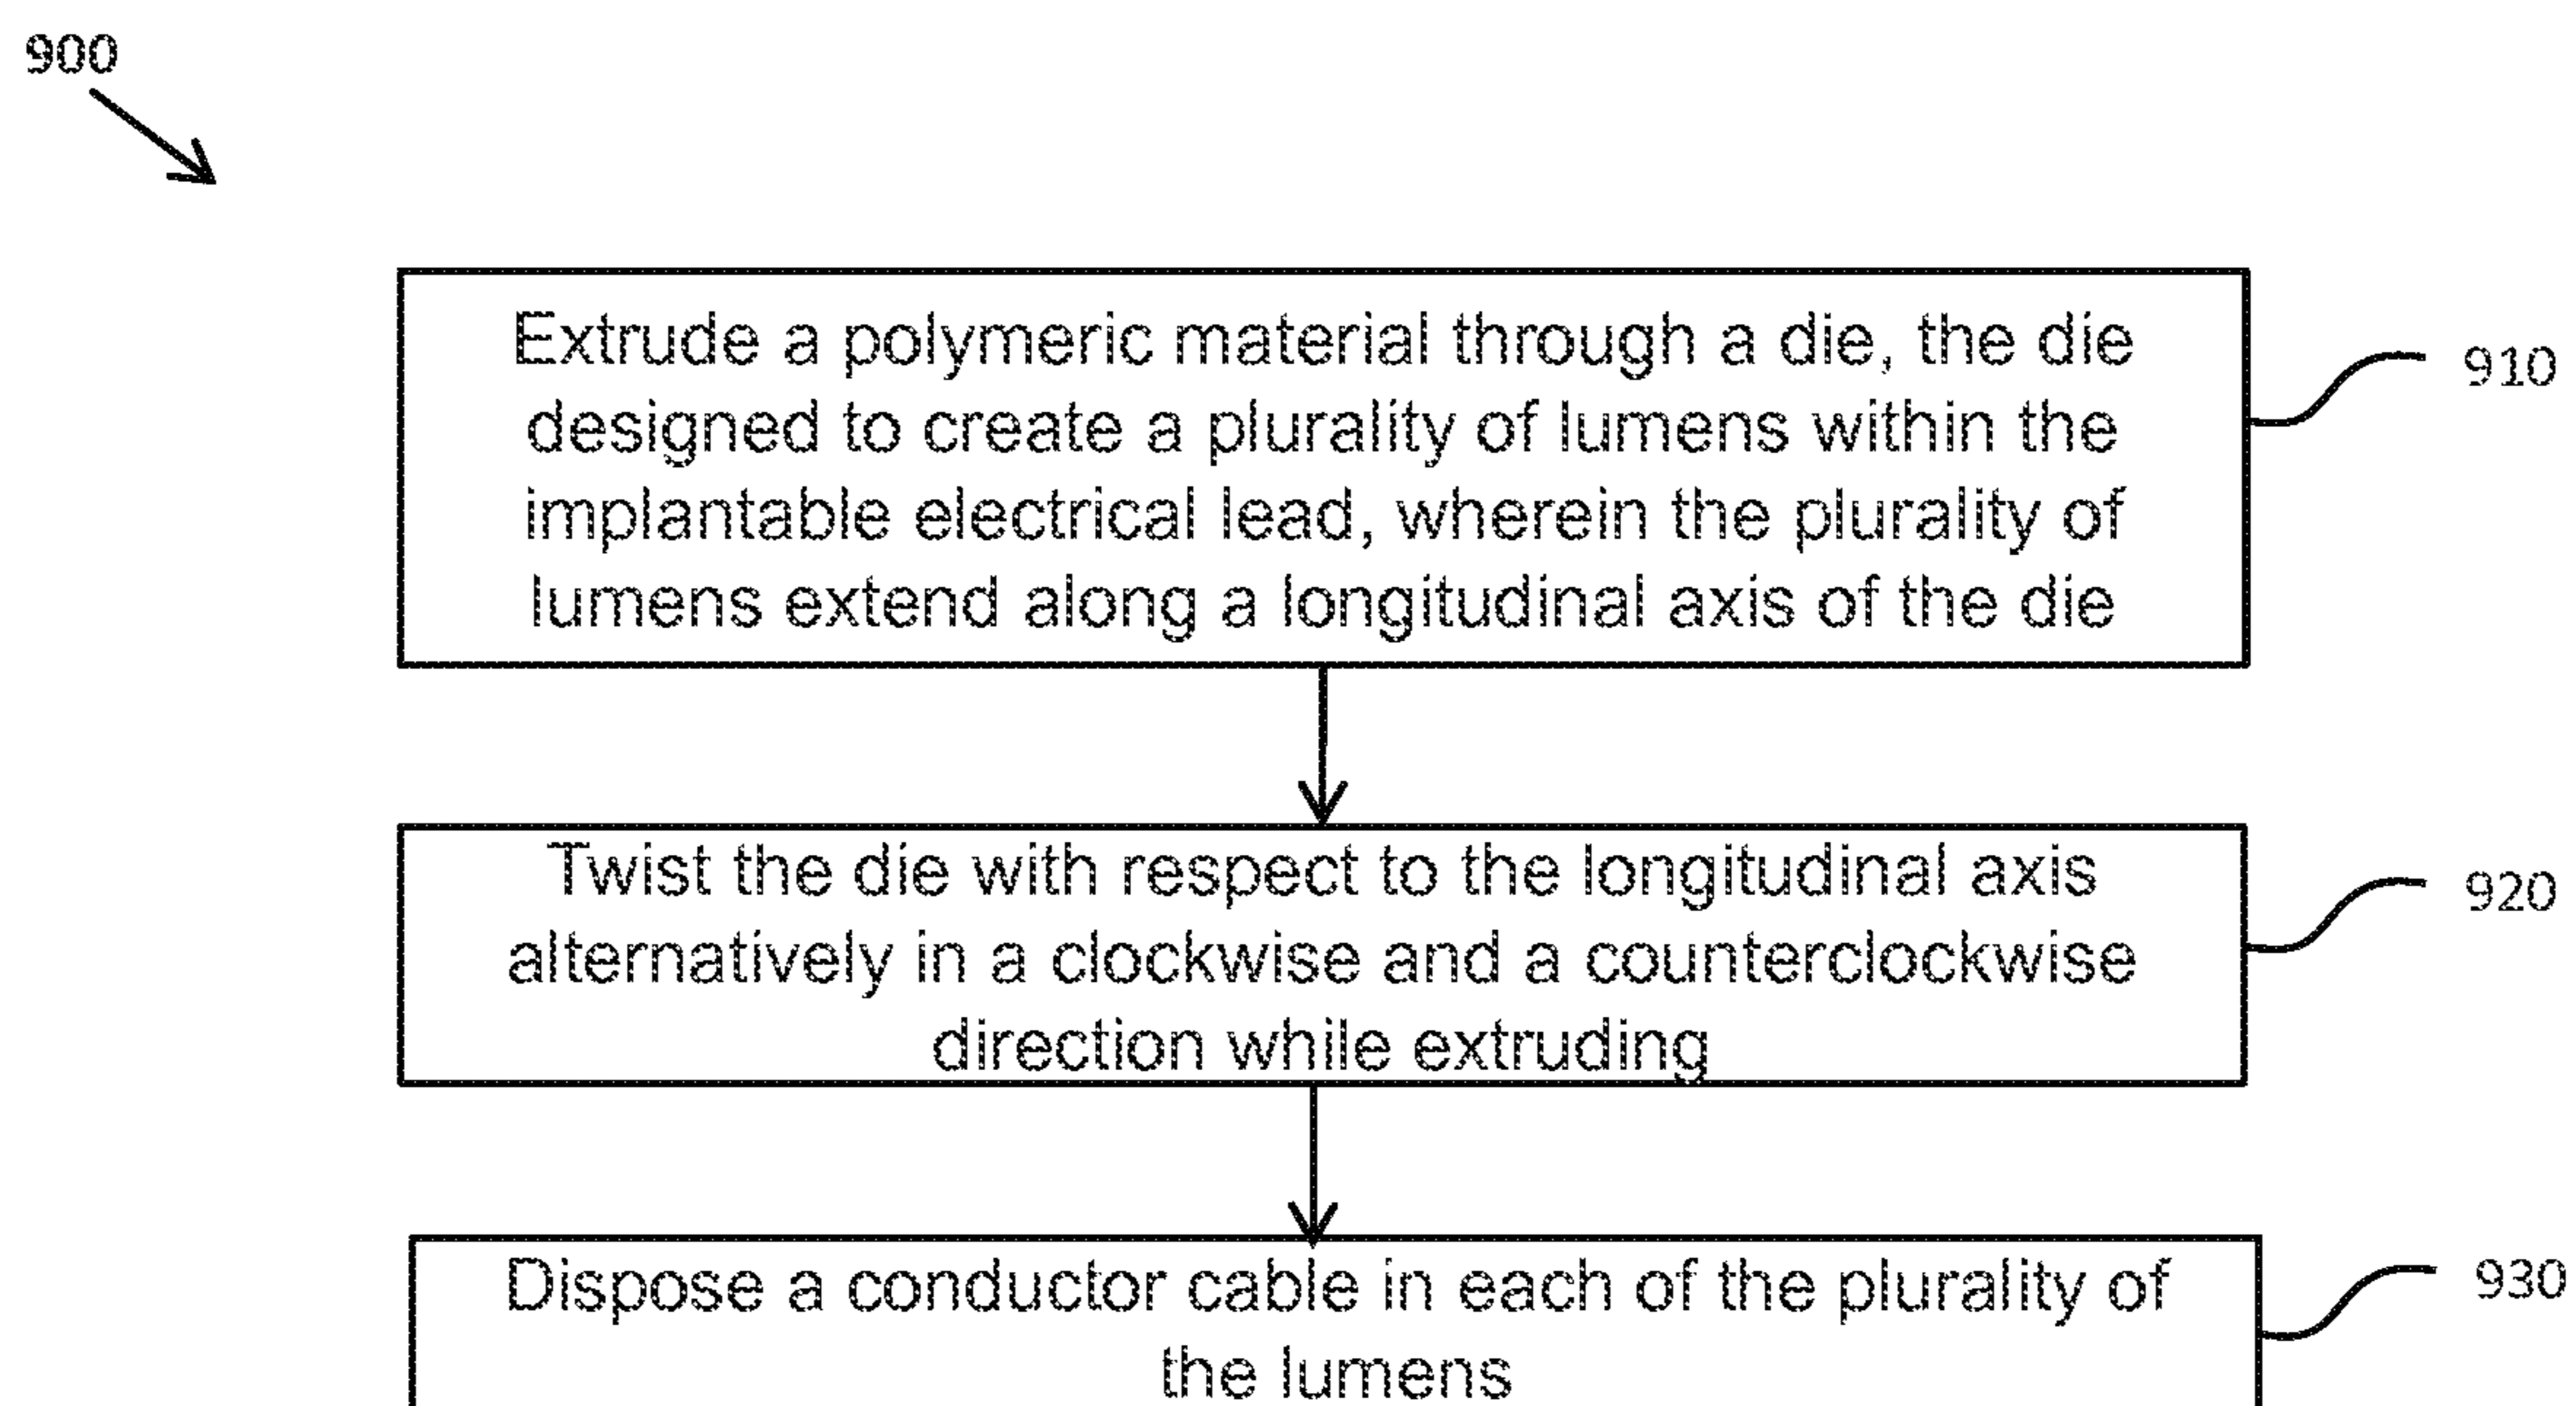 900
Extrude a polymeric material through a die, the die
designed to create a plurality of lumens within the
implantable electrical lead, wherein the plurality of
lumens extend along a longitudinal axis of the die
910
Twist the die with respect to the longitudinal axis
alternatively in a clockwise and a counterclockwise
direction while extruding
920
Dispose a conductor cable in each of the plurality of
the lumens
930